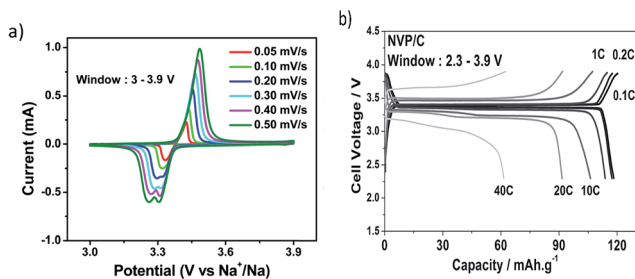 a)
Current (mA)
1.0
0.5
0.0
-0.5
-1.0
Window : 3 - 3.9 V
0.05 mV/s
0.10 mV/s
0.20 mV/s
0.30 mV/s
0.40 mV/s
0.50 mV/s
3.0 3.3 3.6 3.9
Potential (V vs Na⁺/Na)
b)
Cell Voltage / V
4.5
4.0
3.5
3.0
2.5
2.0
NVP/C
Window : 2.3 - 3.9 V
1C 0.2C
0.1C
40C 20C 10C
0 30 60 90 120
Capacity / mAh.g⁻¹